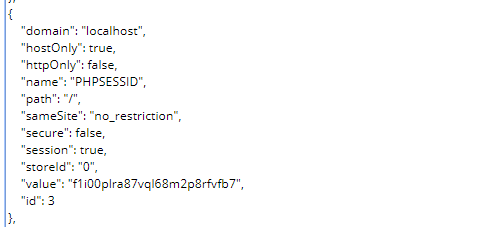 {
"domain": "localhost",
"hostOnly": true,
"httpOnly": false,
"name": "PHPSESSID",
"path": "/",
"sameSite": "no_restriction",
"secure": false,
"session": true,
"storeId": "0",
"value": "f1i00plra87vql68m2p8rfvfb7",
"id": 3
},